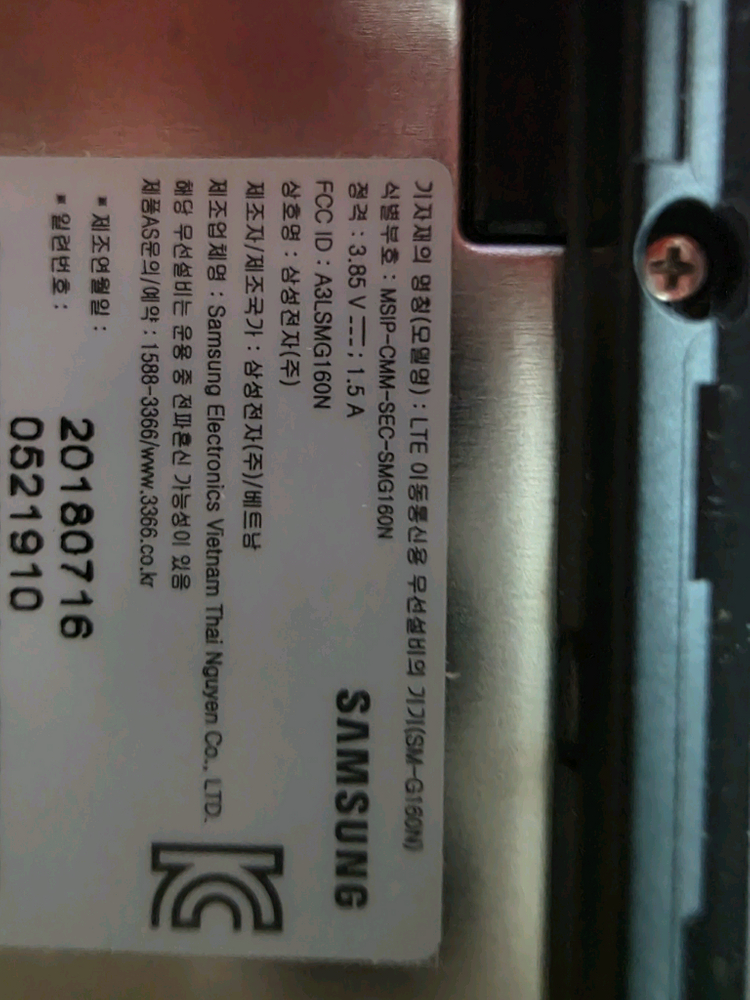 기자재의 명칭(모델명) : LTE 이동통신용 무선설비의 기기(SM-G160N)
식별부호 : MSIP-CMM-SEC-SMG160N
정격 : 3.85 V ⎓ ; 1.5 A
FCC ID : A3LSMG160N
SAMSUNG
상호명 : 삼성전자(주)
제조자/제조국가 : 삼성전자(주)/베트남
제조업체명 : Samsung Electronics Vietnam Thai Nguyen Co., LTD.
해당 무선설비는 운용 중 전파혼신 가능성이 있음
제품AS문의/예약 : 1588-3366/www.3366.co.kr
▪ 제조연월일 : 20180716
▪ 일련번호 : 0521910